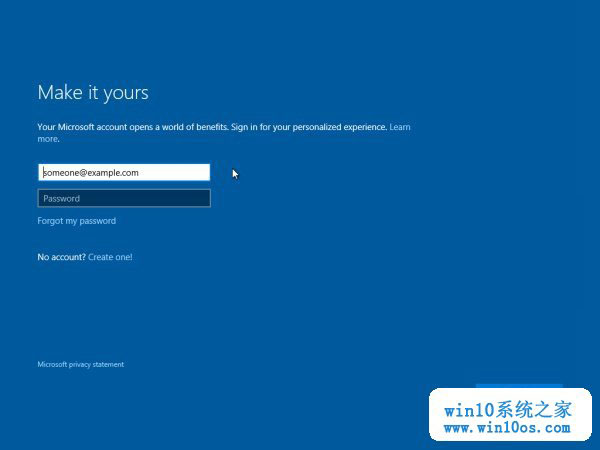 Make it yours
Your Microsoft account opens a world of benefits. Sign in for your personalized experience. Learn
more.
someone@example.com
Password
Forgot my password
No account? Create one!
Microsoft privacy statement
win10系统之家
www.win10os.com